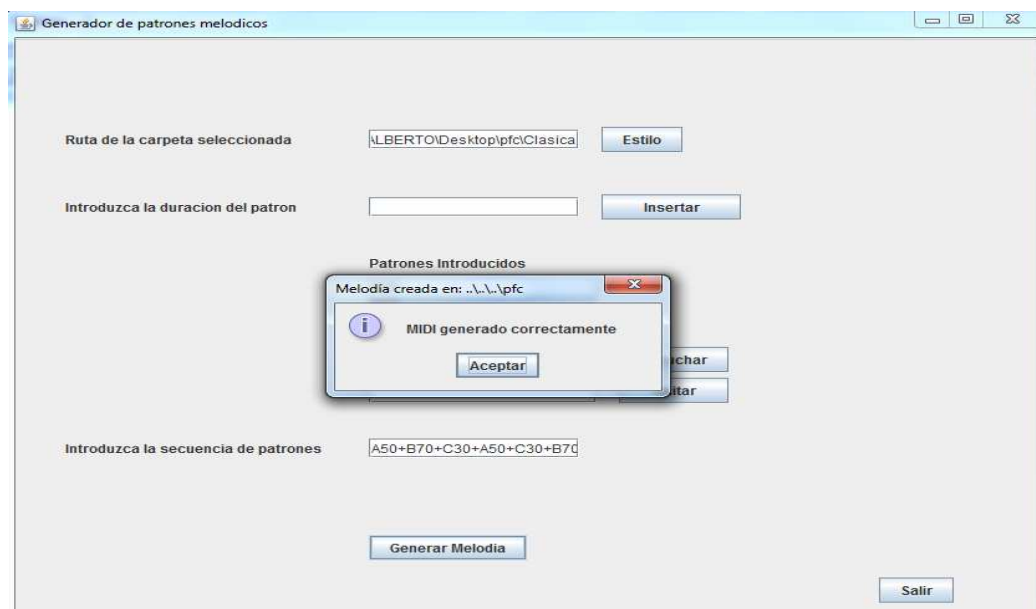 Generador de patrones melodicos
Ruta de la carpeta seleccionada
\LBERTO\Desktop\pfc\Clasica
Estilo
Introduzca la duracion del patron
Insertar
Patrones Introducidos
Melodía creada en: ..\..\..\pfc
MIDI generado correctamente
Aceptar
Introduzca la secuencia de patrones
A50+B70+C30+A50+C30+B70
Generar Melodia
Salir